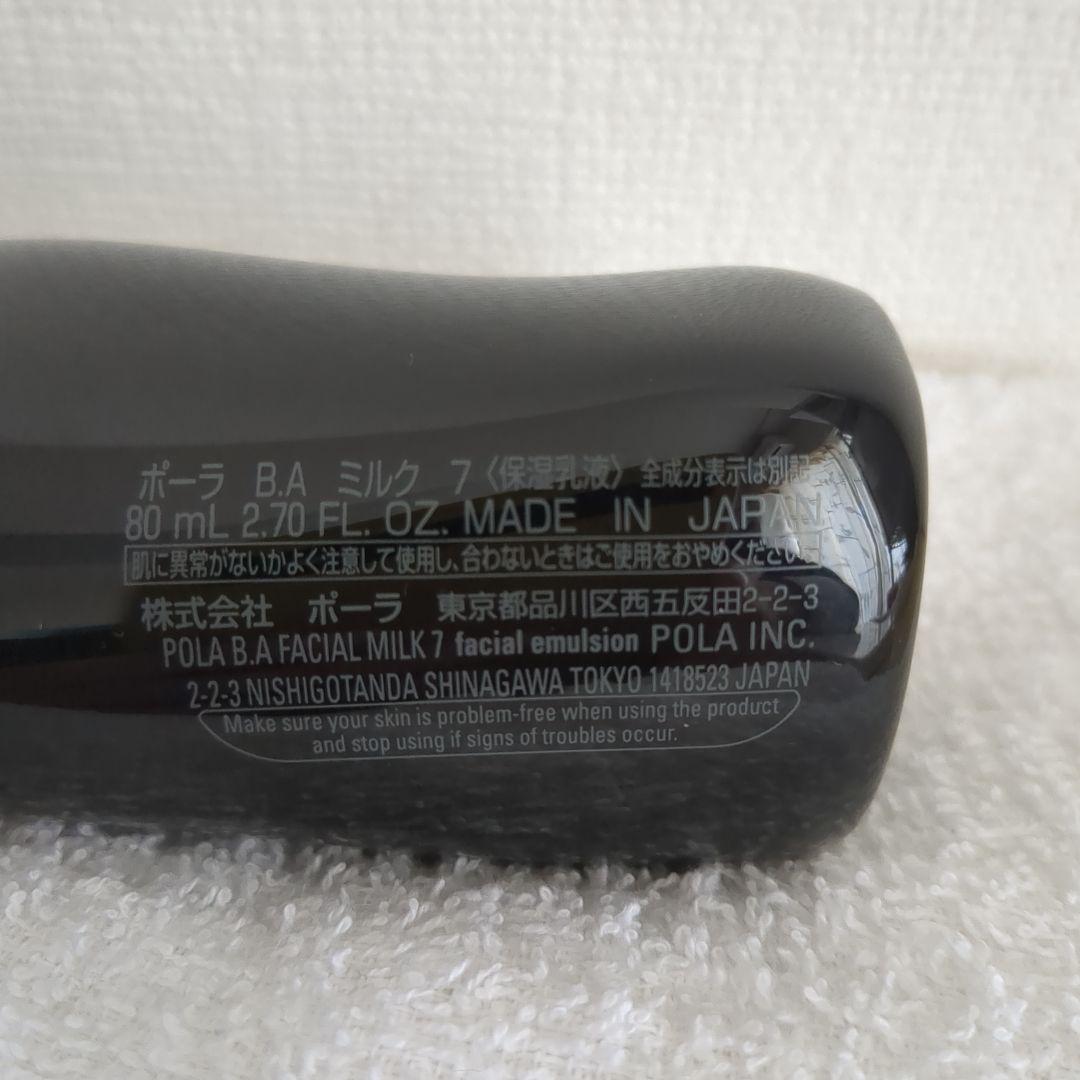 ポーラ B.A ミルク 7〈保湿乳液〉 全成分表示は別記
80 mL 2.70 FL. OZ. MADE IN JAPAN
肌に異常がないかよく注意して使用し、合わないときはご使用をおやめください。
株式会社 ポーラ 東京都品川区西五反田2-2-3
POLA B.A FACIAL MILK 7 facial emulsion POLA INC.
2-2-3 NISHIGOTANDA SHINAGAWA TOKYO 1418523 JAPAN
Make sure your skin is problem-free when using the product
and stop using if signs of troubles occur.